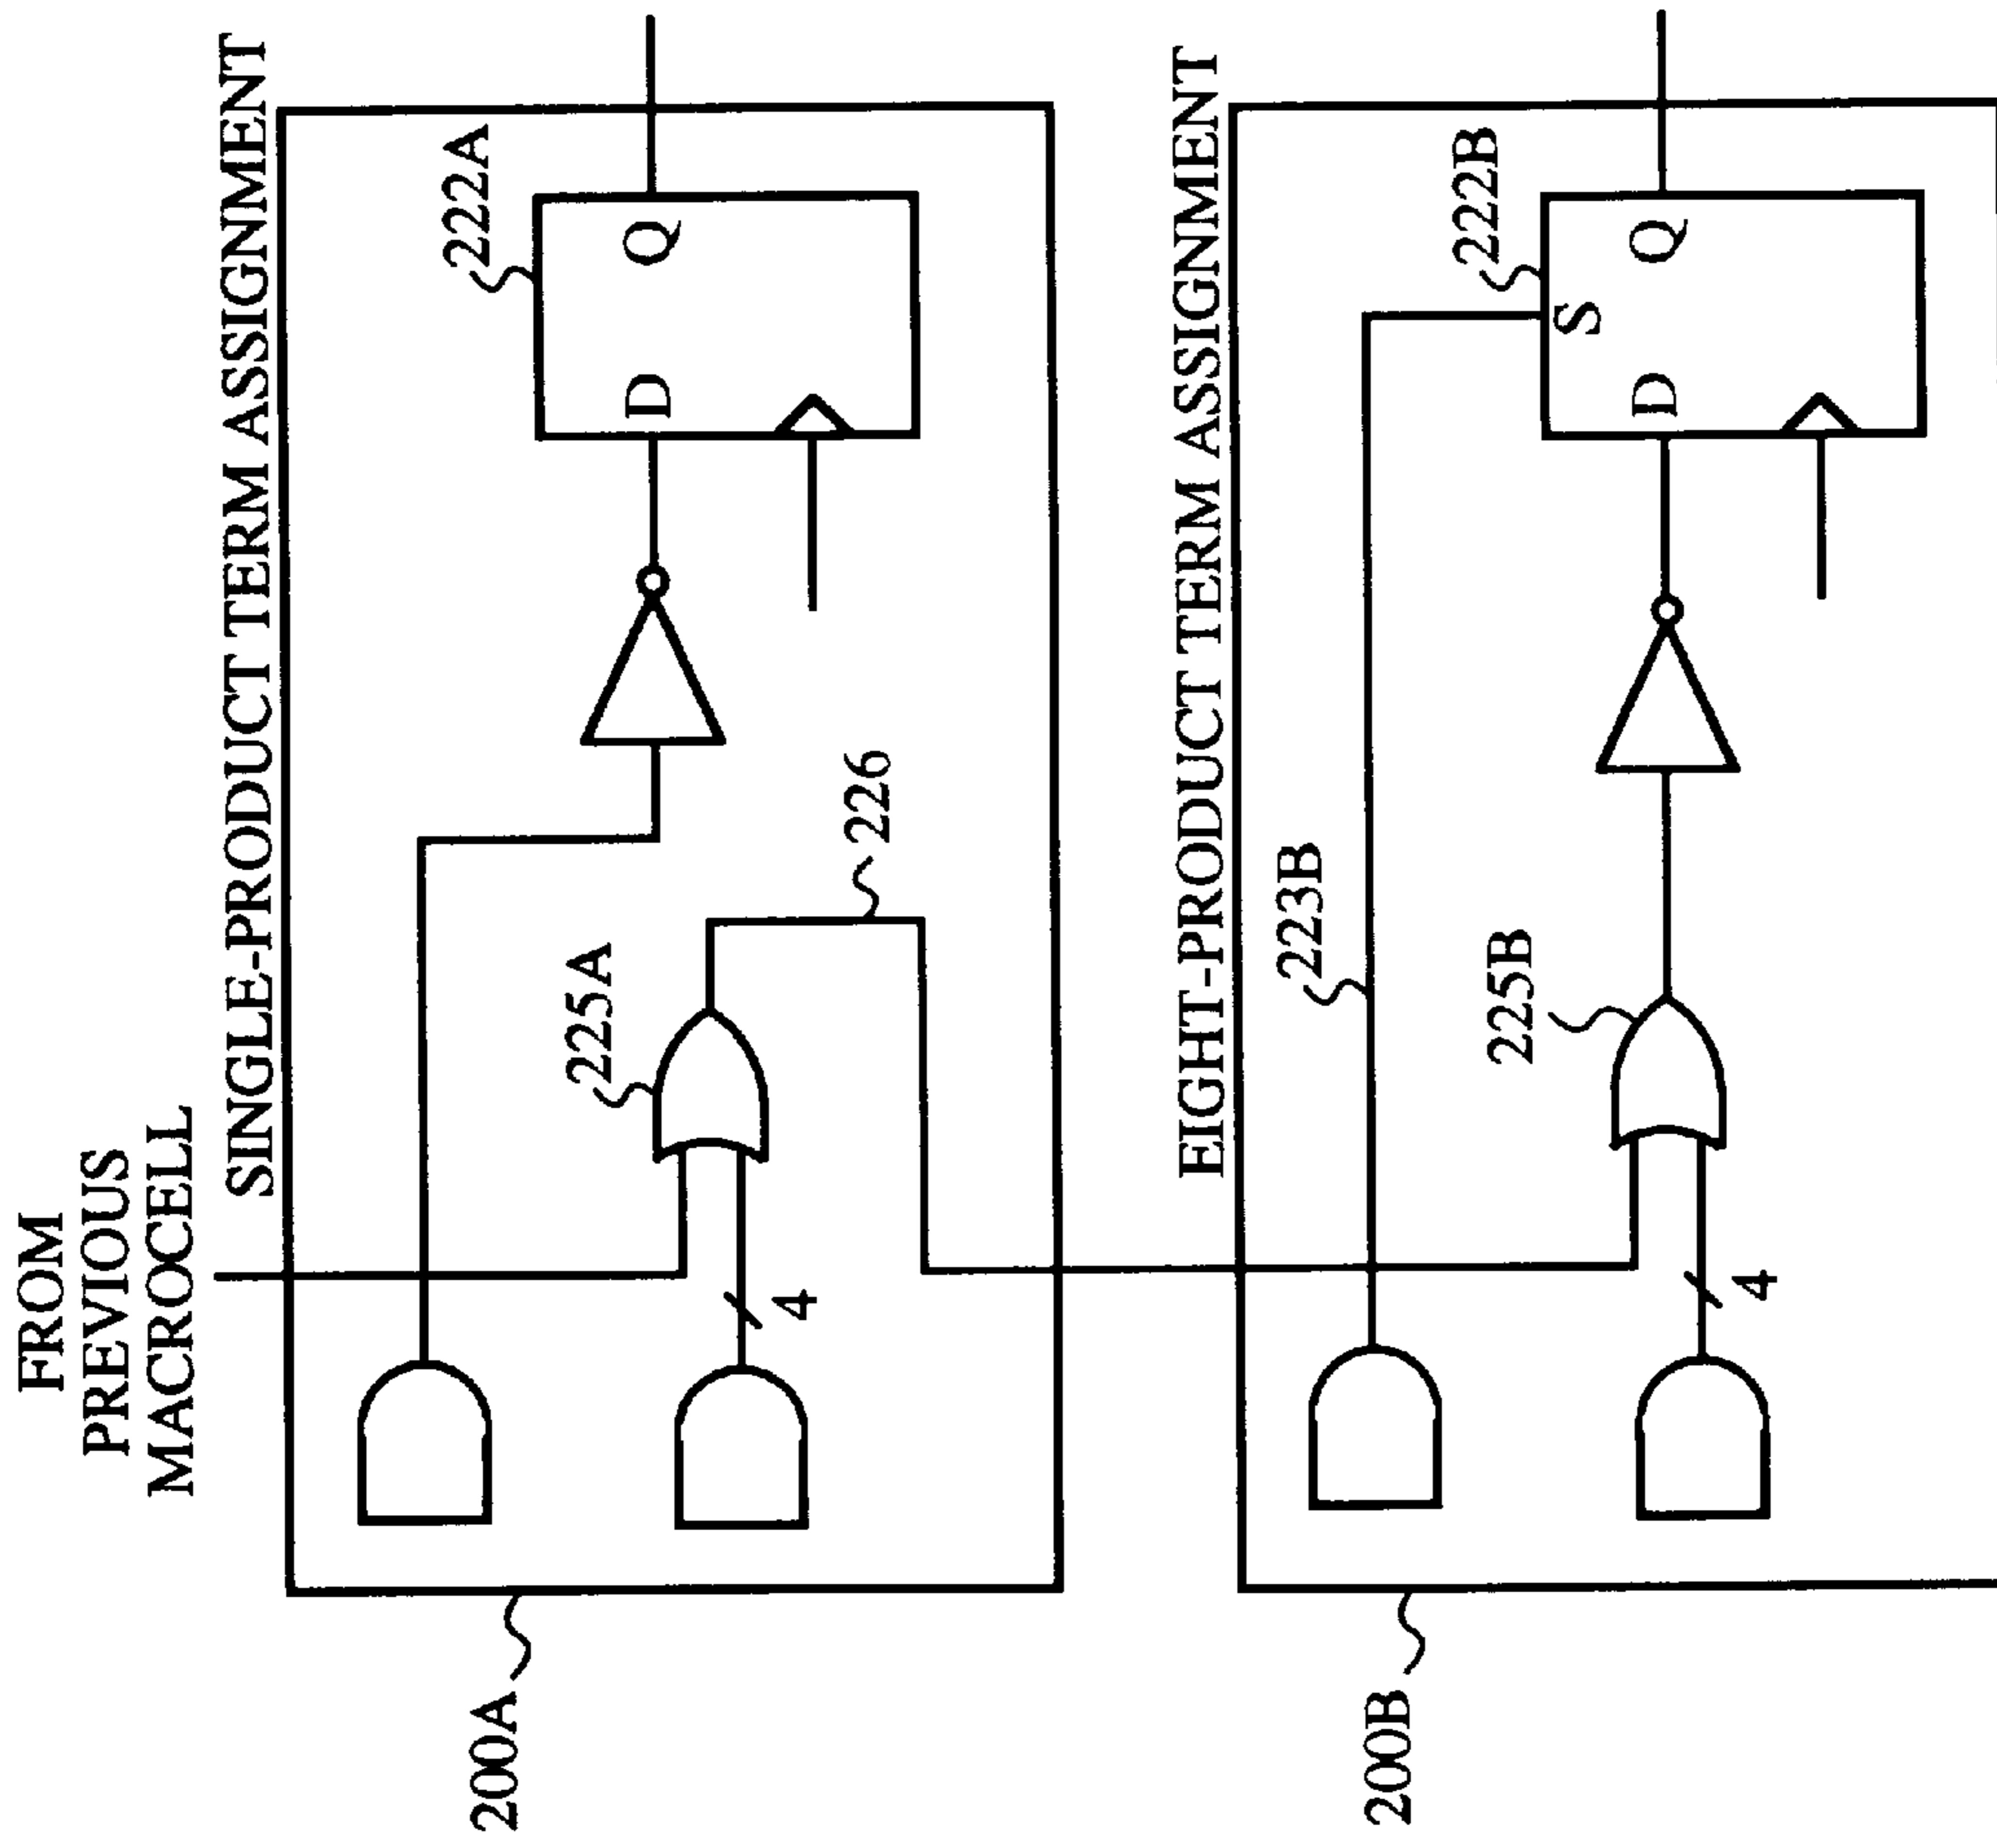 FROM
PREVIOUS
MACROCELL
SINGLE-PRODUCT TERM ASSIGNMENT
200A
4
225A
226
D
Q
222A
EIGHT-PRODUCT TERM ASSIGNMENT
200B
4
223B
225B
D
S
Q
222B